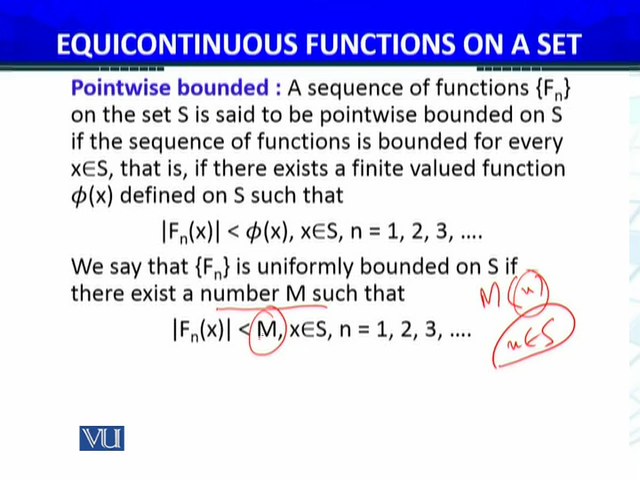 EQUICONTINUOUS FUNCTIONS ON A SET
Pointwise bounded : A sequence of functions {Fₙ}
on the set S is said to be pointwise bounded on S
if the sequence of functions is bounded for every
x∈S, that is, if there exists a finite valued function
ϕ(x) defined on S such that
|Fₙ(x)| < ϕ(x), x∈S, n = 1, 2, 3, ....
We say that {Fₙ} is uniformly bounded on S if
there exist a number M such that
M(x)
|Fₙ(x)| < M, x∈S, n = 1, 2, 3, ....
x∈S
VU